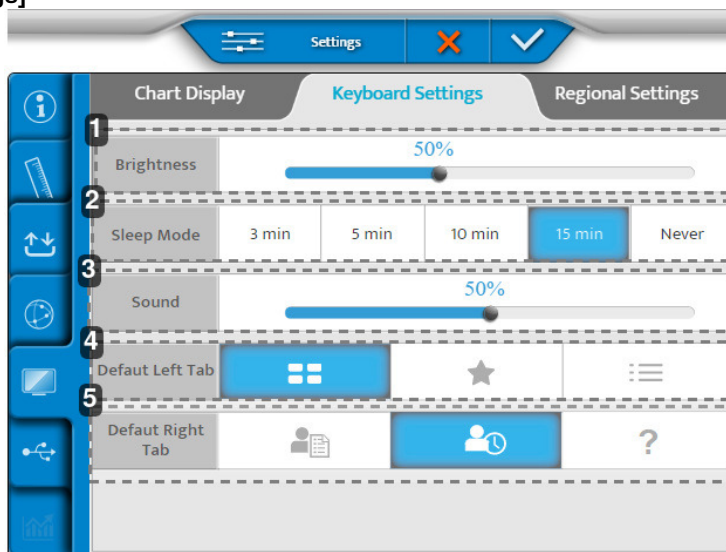 Settings
Chart Display Keyboard Settings Regional Settings
1
50%
Brightness
2
Sleep Mode 3 min 5 min 10 min 15 min Never
3
50%
Sound
4
Defaut Left Tab
5
Defaut Right
Tab
?